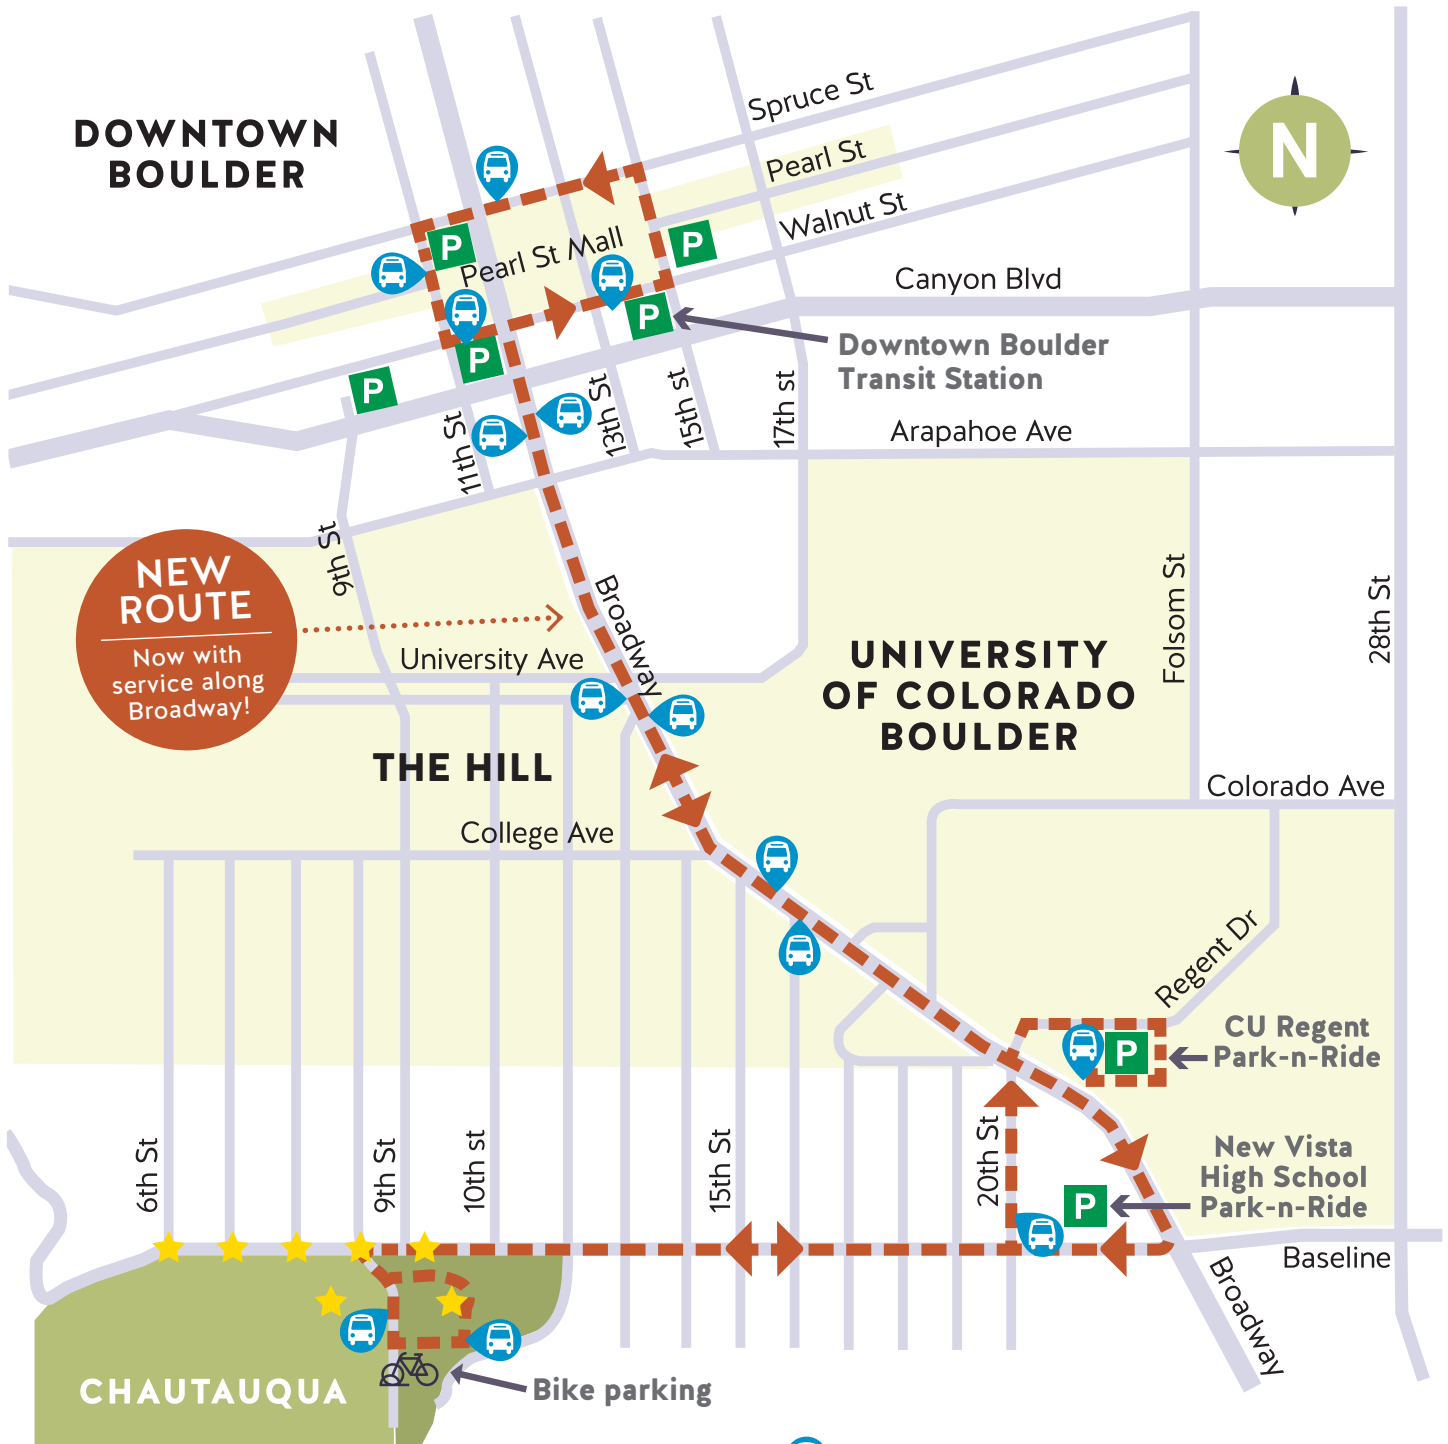 DOWNTOWN
BOULDER
Spruce St
Pearl St
Walnut St
N
P
P
Pearl St Mall
Canyon Blvd
P
Downtown Boulder
Transit Station
P
P
11th St
13th St
15th st
17th st
Arapahoe Ave
9th St
NEW
ROUTE
Now with
service along
Broadway!
Broadway
University Ave
UNIVERSITY
OF COLORADO
BOULDER
Folsom St
28th St
THE HILL
Colorado Ave
College Ave
Regent Dr
CU Regent
Park-n-Ride
P
6th St
9th St
10th st
15th St
20th St
New Vista
High School
Park-n-Ride
P
Baseline
Broadway
CHAUTAUQUA
Bike parking